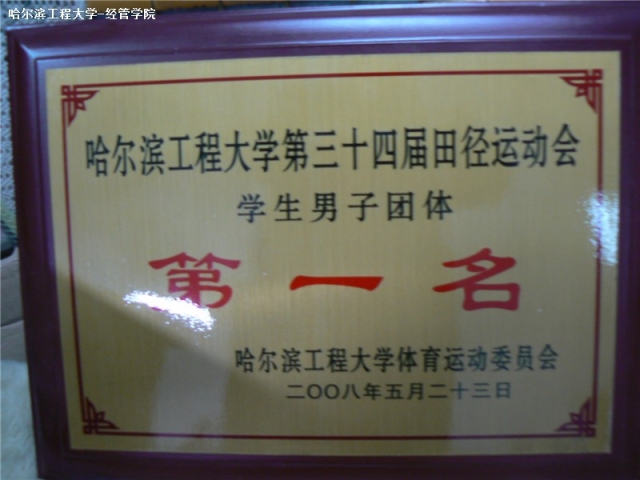 哈尔滨工程大学-经管学院
哈尔滨工程大学第三十四届田径运动会
学生男子团体
第一名
哈尔滨工程大学体育运动委员会
二〇〇八年五月二十三日